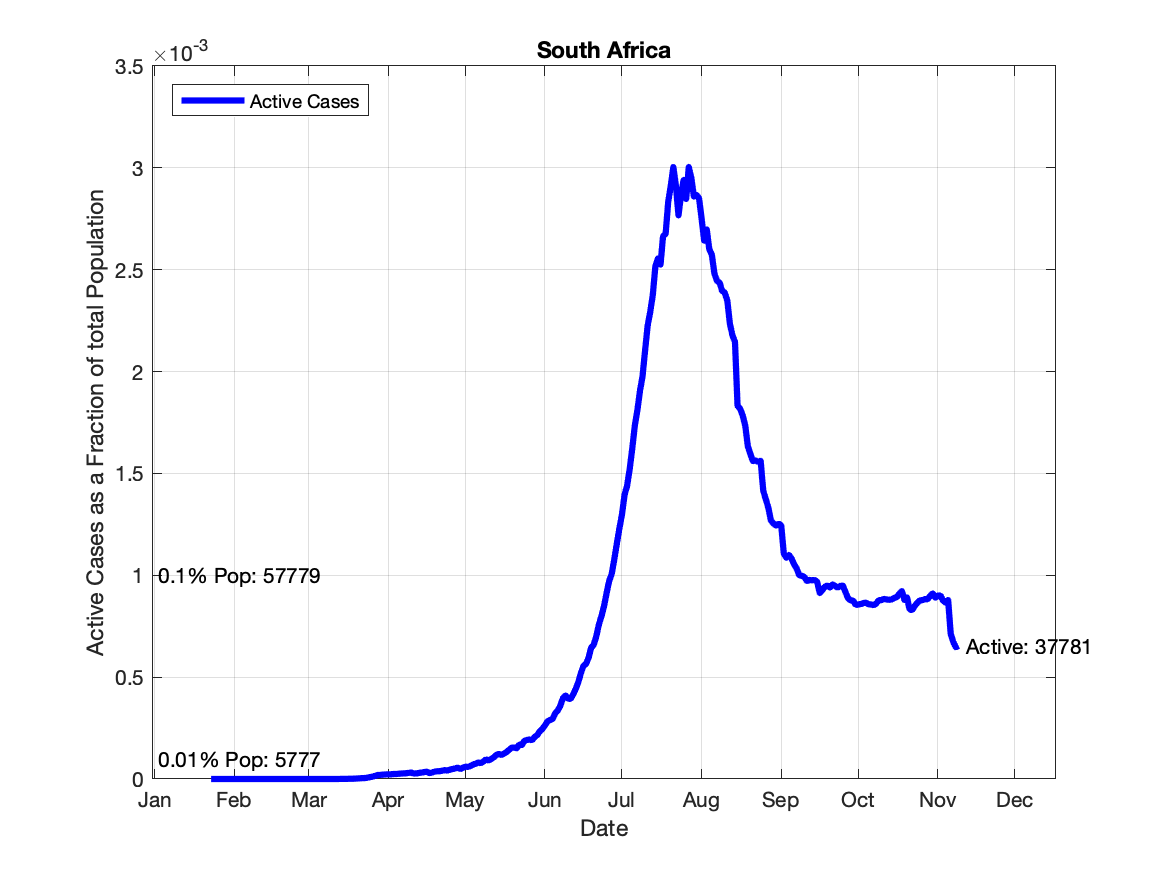 South Africa
×10-3
3.5
Active Cases
3
2.5
2
1.5
1
0.1% Pop: 57779
Active: 37781
0.5
0.01% Pop: 5777
0
Jan Feb Mar Apr May Jun Jul Aug Sep Oct Nov Dec
Date
Active Cases as a Fraction of total Population